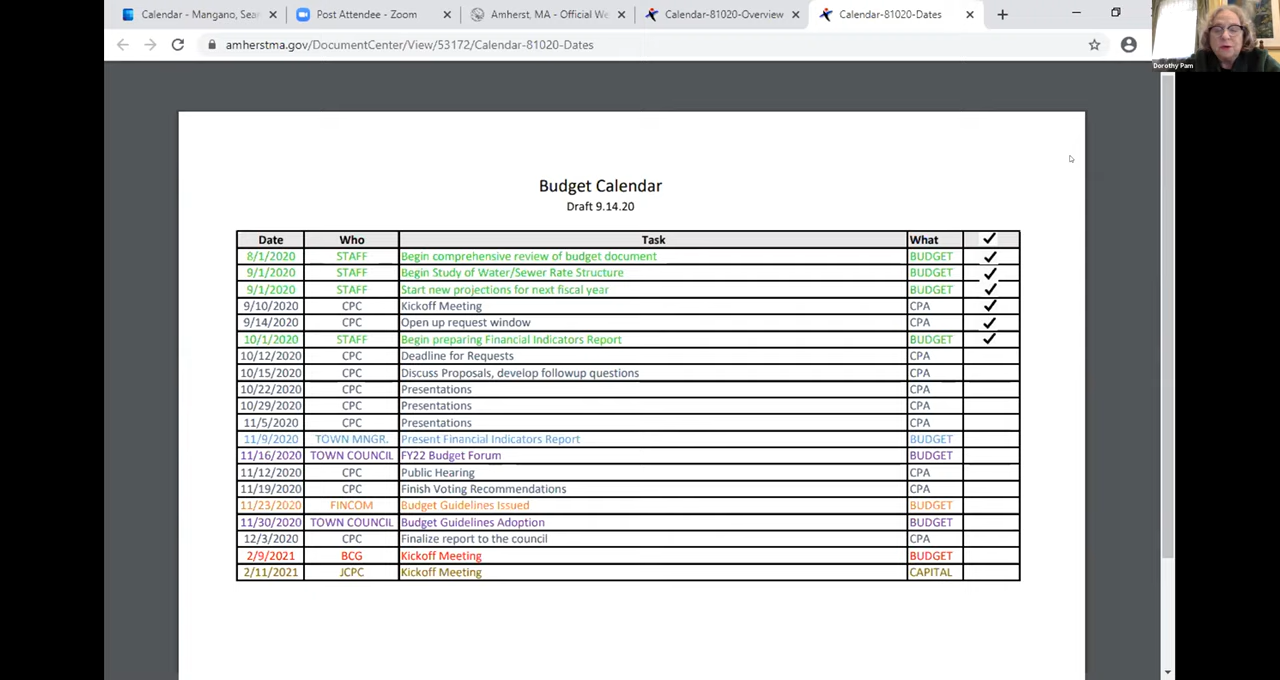 Calendar - Mangano, Sear
Post Attendee - Zoom
Amherst, MA - Official We
Calendar-81020-Overview
Calendar-81020-Dates
amherstma.gov/DocumentCenter/View/53172/Calendar-81020-Dates
Dorothy Pam
Budget Calendar
Draft 9.14.20
Date Who Task What ✓
8/1/2020 STAFF Begin comprehensive review of budget document BUDGET ✓
9/1/2020 STAFF Begin Study of Water/Sewer Rate Structure BUDGET ✓
9/1/2020 STAFF Start new projections for next fiscal year BUDGET ✓
9/10/2020 CPC Kickoff Meeting CPA ✓
9/14/2020 CPC Open up request window CPA ✓
10/1/2020 STAFF Begin preparing Financial Indicators Report BUDGET ✓
10/12/2020 CPC Deadline for Requests CPA
10/15/2020 CPC Discuss Proposals, develop followup questions CPA
10/22/2020 CPC Presentations CPA
10/29/2020 CPC Presentations CPA
11/5/2020 CPC Presentations CPA
11/9/2020 TOWN MNGR. Present Financial Indicators Report BUDGET
11/16/2020 TOWN COUNCIL FY22 Budget Forum BUDGET
11/12/2020 CPC Public Hearing CPA
11/19/2020 CPC Finish Voting Recommendations CPA
11/23/2020 FINCOM Budget Guidelines Issued BUDGET
11/30/2020 TOWN COUNCIL Budget Guidelines Adoption BUDGET
12/3/2020 CPC Finalize report to the council CPA
2/9/2021 BCG Kickoff Meeting BUDGET
2/11/2021 JCPC Kickoff Meeting CAPITAL